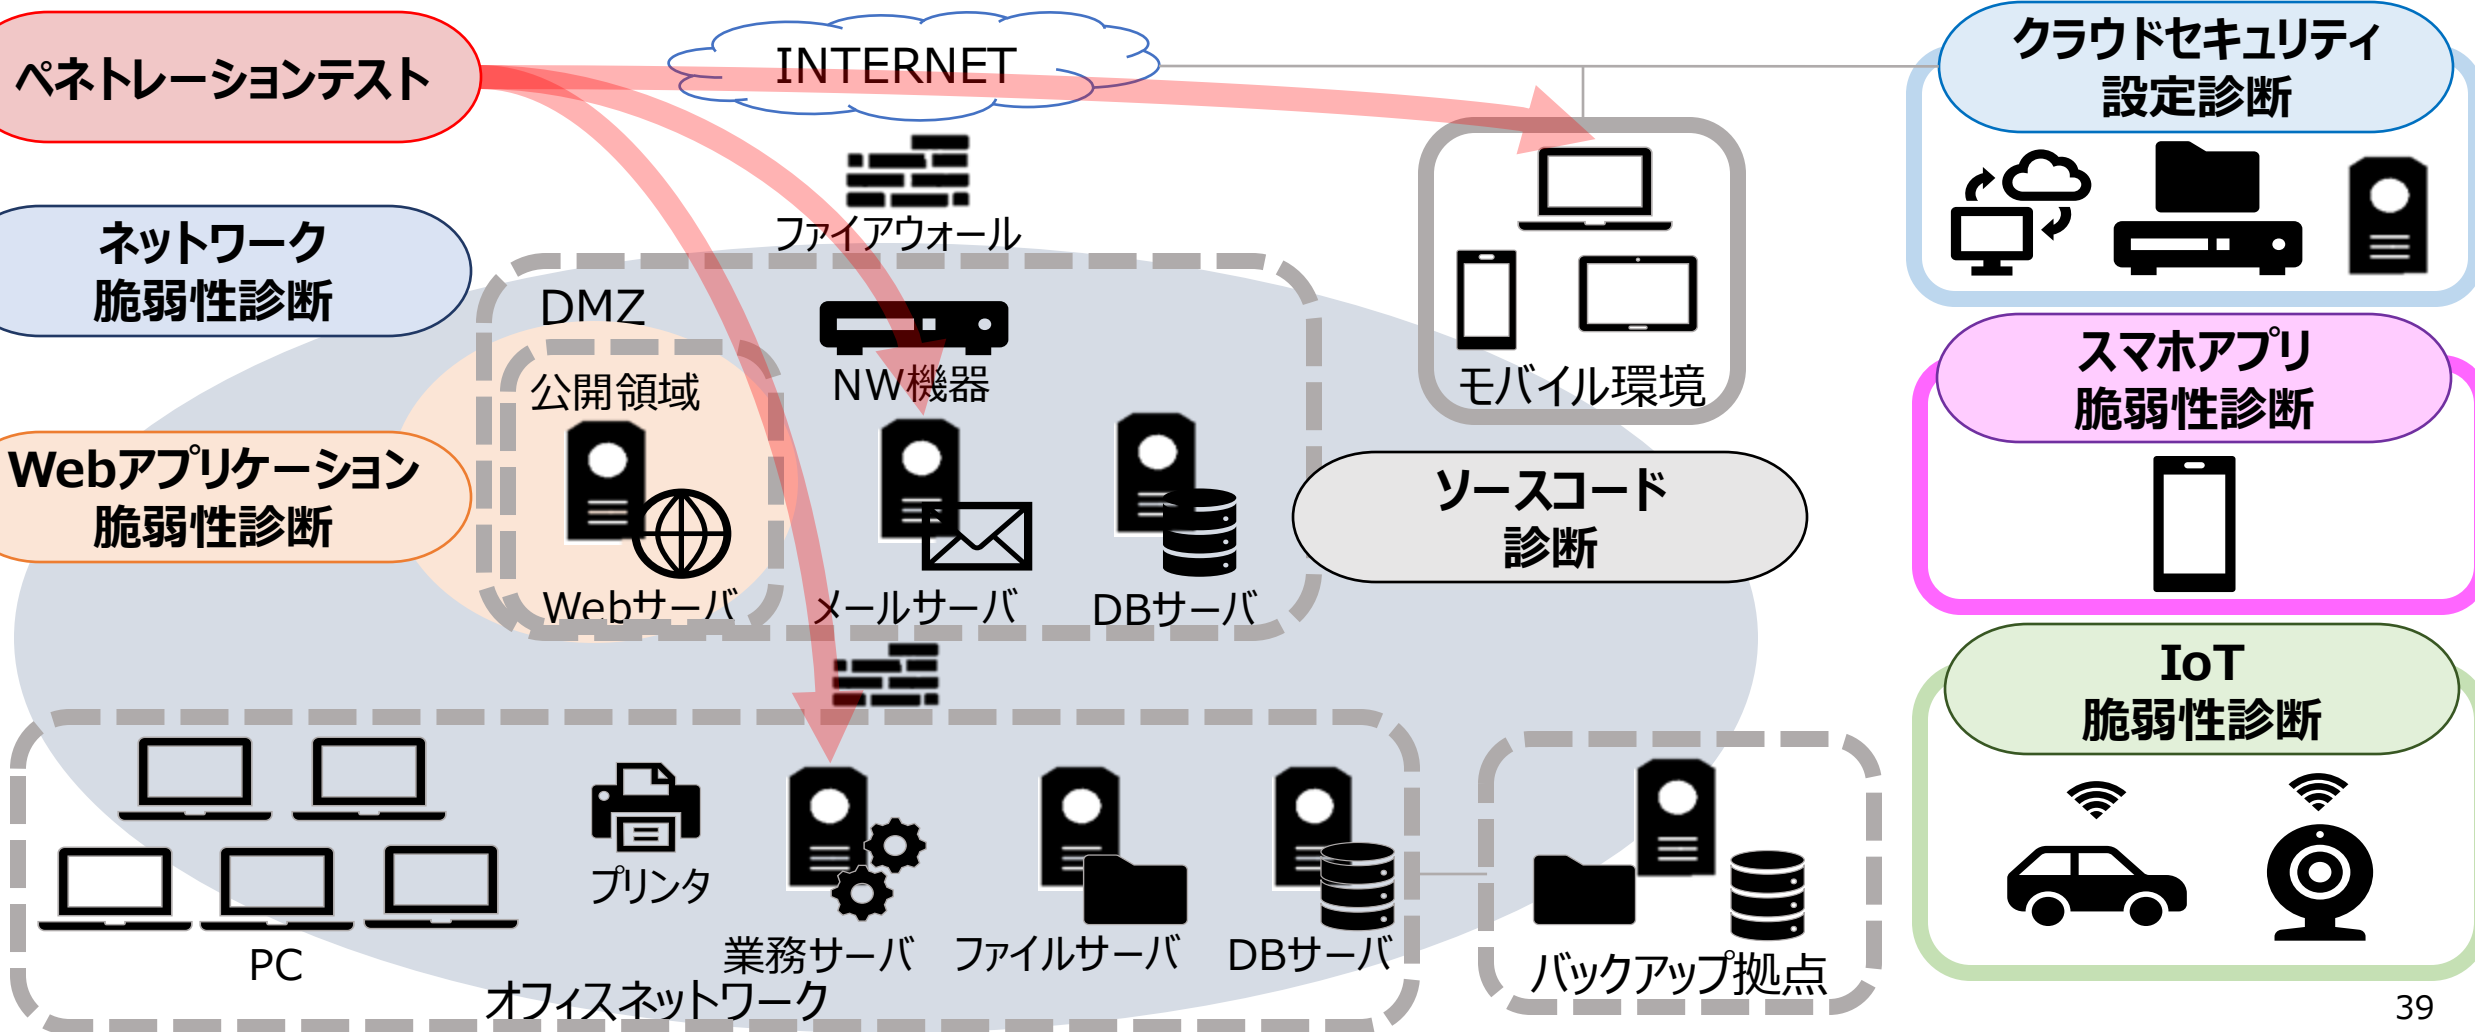 ペネトレーションテスト
INTERNET
クラウドセキュリティ
設定診断
ファイアウォール
ネットワーク
脆弱性診断
DMZ
公開領域
NW機器
モバイル環境
スマホアプリ
脆弱性診断
Webアプリケーション
脆弱性診断
ソースコード
診断
Webサーバ
メールサーバ
DBサーバ
IoT
脆弱性診断
プリンタ
PC
業務サーバ
ファイルサーバ
DBサーバ
バックアップ拠点
オフィスネットワーク
39